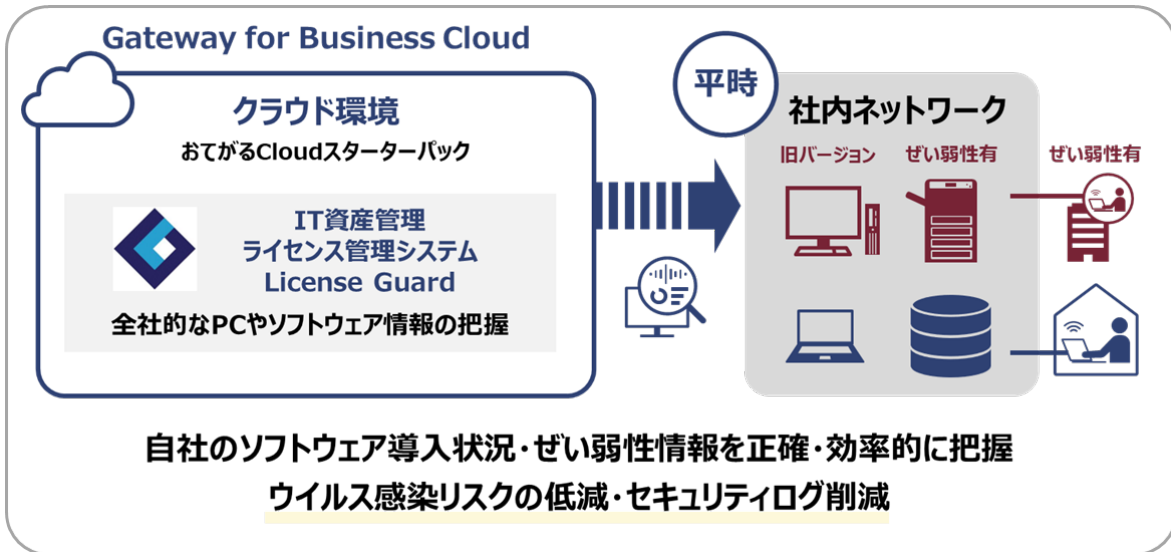 Gateway for Business Cloud
クラウド環境
おてがるCloudスターターパック
IT資産管理
ライセンス管理システム
License Guard
全社的なPCやソフトウェア情報の把握
平時
社内ネットワーク
旧バージョン
ぜい弱性有
ぜい弱性有
自社のソフトウェア導入状況・ぜい弱性情報を正確・効率的に把握
ウイルス感染リスクの低減・セキュリティログ削減